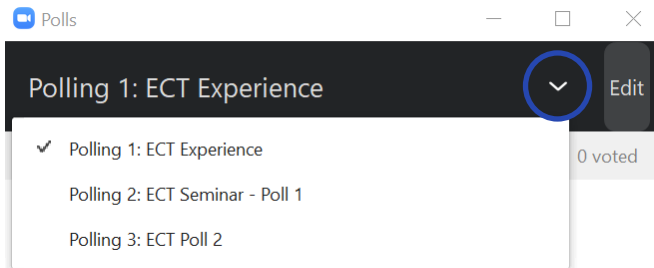 Polls
Polling 1: ECT Experience
Edit
Polling 1: ECT Experience
0 voted
Polling 2: ECT Seminar - Poll 1
Polling 3: ECT Poll 2